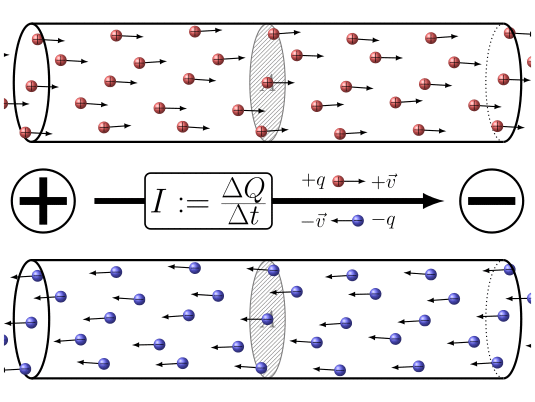 A
+
I := ΔQ/Δt
+q +v⃗
−v⃗ −q
−
A